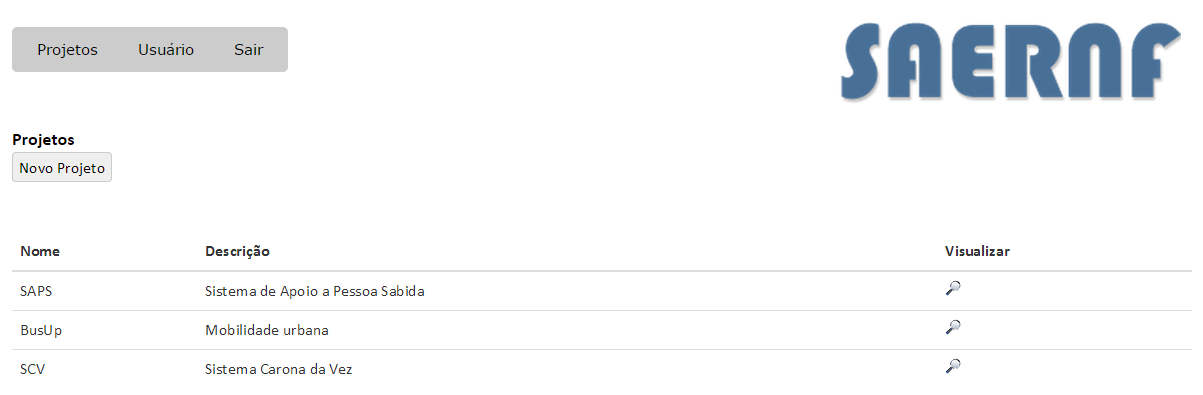 Projetos Usuário Sair
SAERNF
Projetos
Novo Projeto
Nome Descrição Visualizar
SAPS Sistema de Apoio a Pessoa Sabida
BusUp Mobilidade urbana
SCV Sistema Carona da Vez